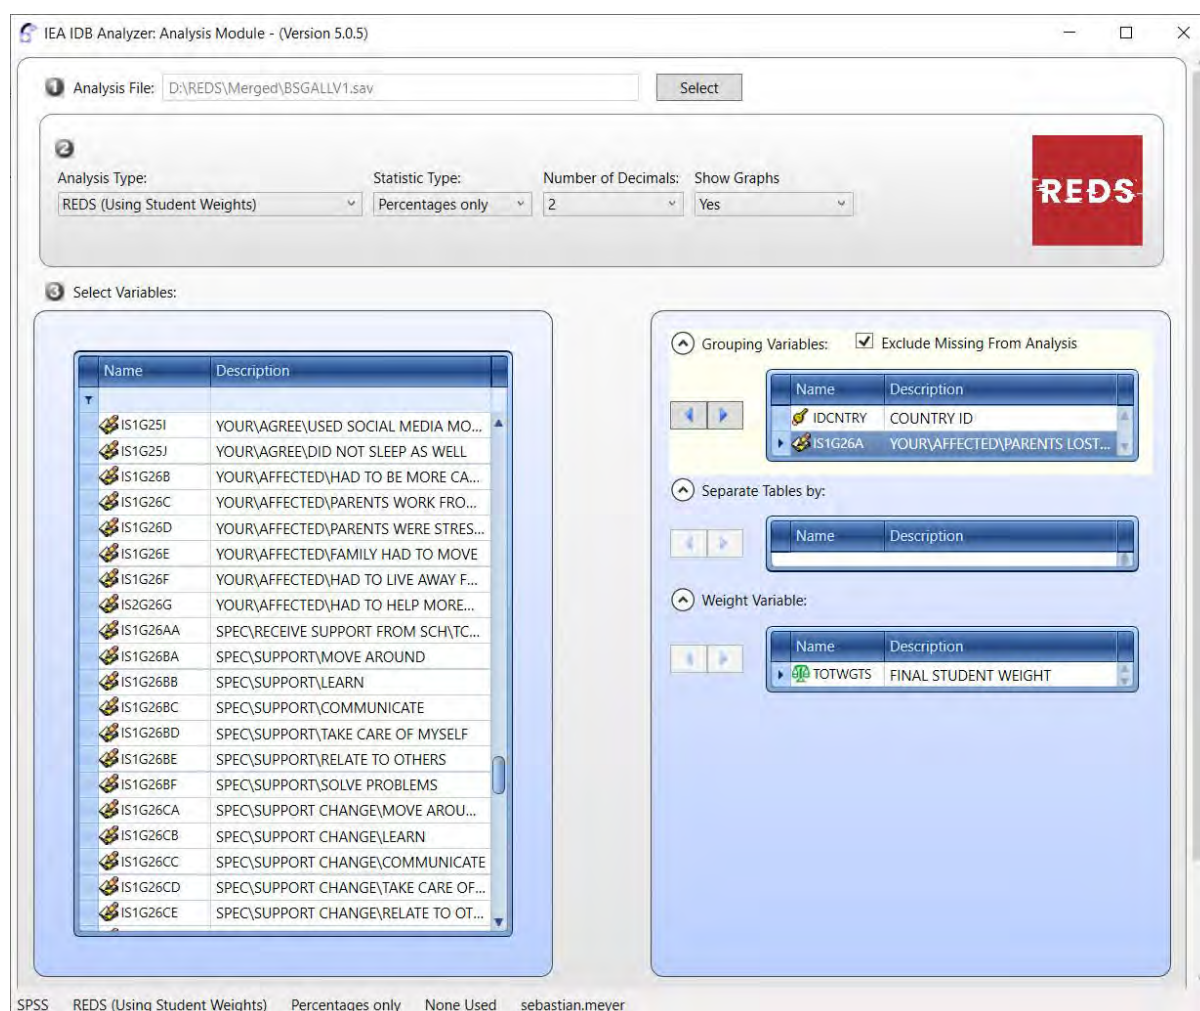 IEA IDB Analyzer: Analysis Module - (Version 5.0.5)
1 Analysis File: D:\REDS\Merged\BSGALLV1.sav Select
2
Analysis Type: Statistic Type: Number of Decimals: Show Graphs
REDS (Using Student Weights) Percentages only 2 Yes
REDS
3 Select Variables:
Name Description
IS1G25I YOUR\AGREE\USED SOCIAL MEDIA MO...
IS1G25J YOUR\AGREE\DID NOT SLEEP AS WELL
IS1G26B YOUR\AFFECTED\HAD TO BE MORE CA...
IS1G26C YOUR\AFFECTED\PARENTS WORK FRO...
IS1G26D YOUR\AFFECTED\PARENTS WERE STRES...
IS1G26E YOUR\AFFECTED\FAMILY HAD TO MOVE
IS1G26F YOUR\AFFECTED\HAD TO LIVE AWAY F...
IS2G26G YOUR\AFFECTED\HAD TO HELP MORE...
IS1G26AA SPEC\RECEIVE SUPPORT FROM SCH\TC...
IS1G26BA SPEC\SUPPORT\MOVE AROUND
IS1G26BB SPEC\SUPPORT\LEARN
IS1G26BC SPEC\SUPPORT\COMMUNICATE
IS1G26BD SPEC\SUPPORT\TAKE CARE OF MYSELF
IS1G26BE SPEC\SUPPORT\RELATE TO OTHERS
IS1G26BF SPEC\SUPPORT\SOLVE PROBLEMS
IS1G26CA SPEC\SUPPORT CHANGE\MOVE AROU...
IS1G26CB SPEC\SUPPORT CHANGE\LEARN
IS1G26CC SPEC\SUPPORT CHANGE\COMMUNICATE
IS1G26CD SPEC\SUPPORT CHANGE\TAKE CARE OF...
IS1G26CE SPEC\SUPPORT CHANGE\RELATE TO OT...
Grouping Variables: Exclude Missing From Analysis
Name Description
IDCNTRY COUNTRY ID
IS1G26A YOUR\AFFECTED\PARENTS LOST...
Separate Tables by:
Name Description
Weight Variable:
Name Description
TOTWGTS FINAL STUDENT WEIGHT
SPSS REDS (Using Student Weights) Percentages only None Used sebastian.meyer